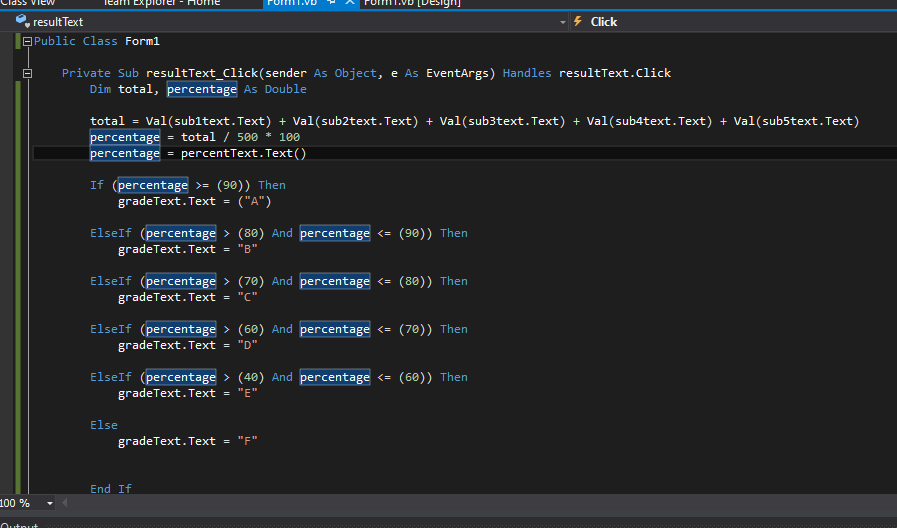 Class View Team Explorer - Home Form1.vb Form1.vb [Design]
resultText Click
Public Class Form1
Private Sub resultText_Click(sender As Object, e As EventArgs) Handles resultText.Click
Dim total, percentage As Double
total = Val(sub1text.Text) + Val(sub2text.Text) + Val(sub3text.Text) + Val(sub4text.Text) + Val(sub5text.Text)
percentage = total / 500 * 100
percentage = percentText.Text()
If (percentage >= (90)) Then
gradeText.Text = ("A")
ElseIf (percentage > (80) And percentage <= (90)) Then
gradeText.Text = "B"
ElseIf (percentage > (70) And percentage <= (80)) Then
gradeText.Text = "C"
ElseIf (percentage > (60) And percentage <= (70)) Then
gradeText.Text = "D"
ElseIf (percentage > (40) And percentage <= (60)) Then
gradeText.Text = "E"
Else
gradeText.Text = "F"
End If
100 %
Output